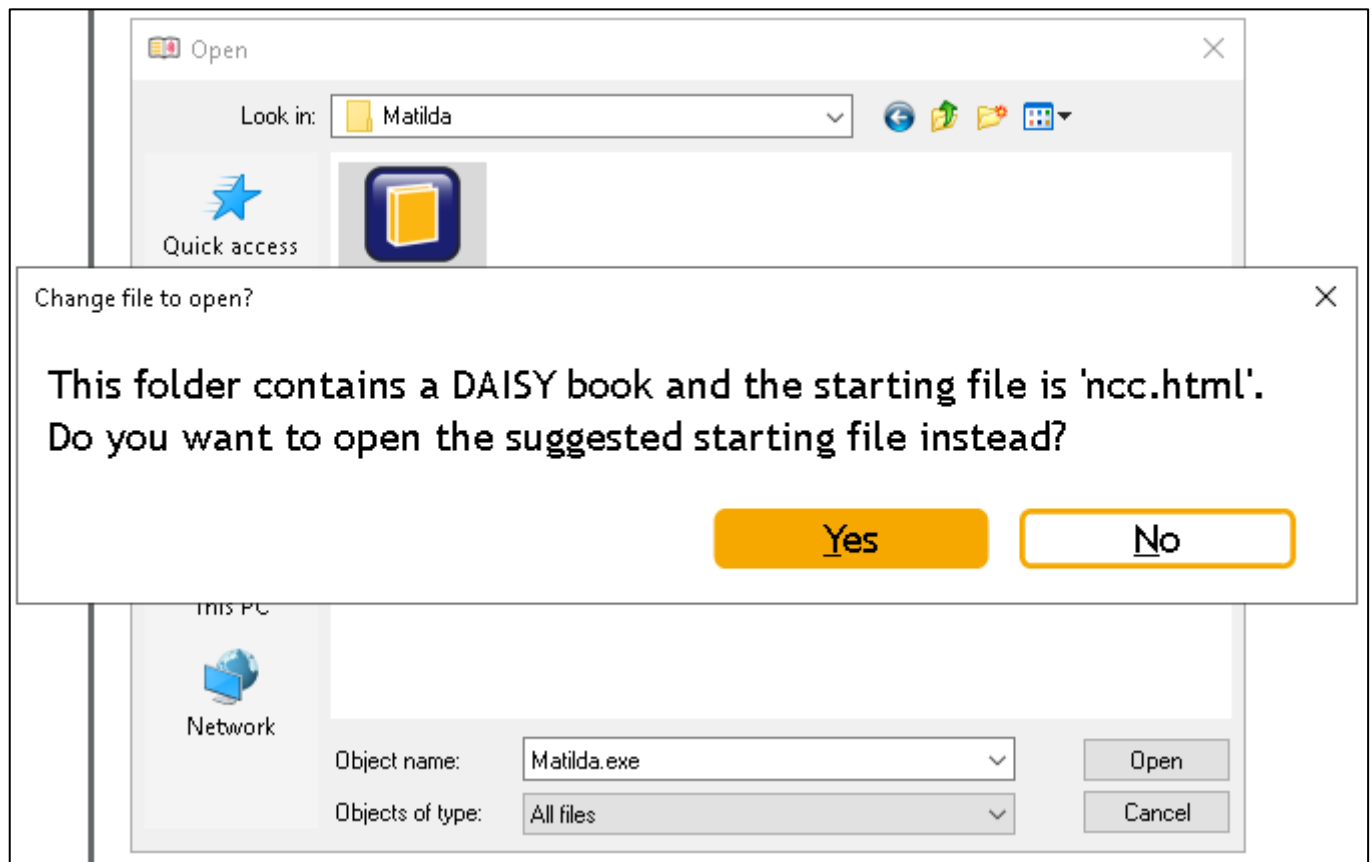 Open
Look in:
Matilda
Quick access
Change file to open?
This folder contains a DAISY book and the starting file is 'ncc.html'.
Do you want to open the suggested starting file instead?
Yes
No
This PC
Network
Object name:
Matilda.exe
Open
Objects of type:
All files
Cancel